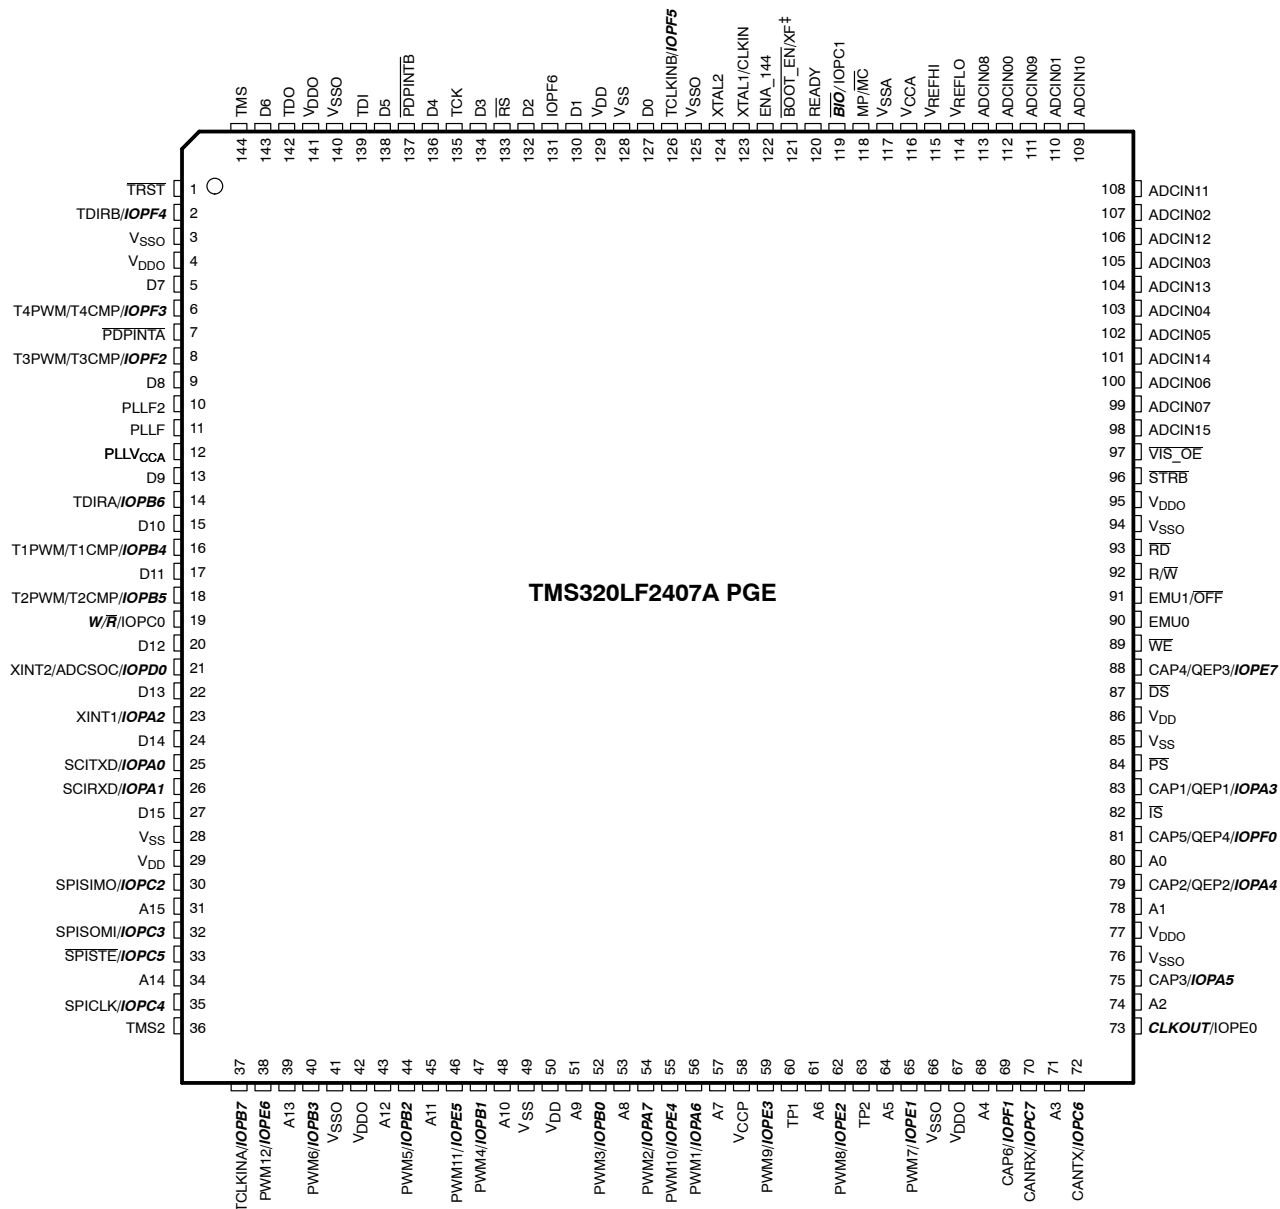 144 TMS
143 D6
142 TDO
141 VDDO
140 VSSO
139 TDI
138 D5
137 PDPINTB
136 D4
135 TCK
134 D3
133 RS
132 D2
131 IOPF6
130 D1
129 VDD
128 VSS
127 D0
126 TCLKINB/IOPF5
125 VSSO
124 XTAL2
123 XTAL1/CLKIN
122 ENA_144
121 BOOT_EN/XF‡
120 READY
119 BIO/IOPC1
118 MP/MC
117 VSSA
116 VCCA
115 VREFHI
114 VREFLO
113 ADCIN08
112 ADCIN00
111 ADCIN09
110 ADCIN01
109 ADCIN10
TRST 1
TDIRB/IOPF4 2
VSSO 3
VDDO 4
D7 5
T4PWM/T4CMP/IOPF3 6
PDPINTA 7
T3PWM/T3CMP/IOPF2 8
D8 9
PLLF2 10
PLLF 11
PLLVCCA 12
D9 13
TDIRA/IOPB6 14
D10 15
T1PWM/T1CMP/IOPB4 16
D11 17
T2PWM/T2CMP/IOPB5 18
W/R/IOPC0 19
D12 20
XINT2/ADCSOC/IOPD0 21
D13 22
XINT1/IOPA2 23
D14 24
SCITXD/IOPA0 25
SCIRXD/IOPA1 26
D15 27
VSS 28
VDD 29
SPISIMO/IOPC2 30
A15 31
SPISOMI/IOPC3 32
SPISTE/IOPC5 33
A14 34
SPICLK/IOPC4 35
TMS2 36
TMS320LF2407A PGE
108 ADCIN11
107 ADCIN02
106 ADCIN12
105 ADCIN03
104 ADCIN13
103 ADCIN04
102 ADCIN05
101 ADCIN14
100 ADCIN06
99 ADCIN07
98 ADCIN15
97 VIS_OE
96 STRB
95 VDDO
94 VSSO
93 RD
92 R/W
91 EMU1/OFF
90 EMU0
89 WE
88 CAP4/QEP3/IOPE7
87 DS
86 VDD
85 VSS
84 PS
83 CAP1/QEP1/IOPA3
82 IS
81 CAP5/QEP4/IOPF0
80 A0
79 CAP2/QEP2/IOPA4
78 A1
77 VDDO
76 VSSO
75 CAP3/IOPA5
74 A2
73 CLKOUT/IOPE0
37 TCLKINA/IOPB7
38 PWM12/IOPE6
39 A13
40 PWM6/IOPB3
41 VSSO
42 VDDO
43 A12
44 PWM5/IOPB2
45 A11
46 PWM11/IOPE5
47 PWM4/IOPB1
48 A10
49 VSS
50 VDD
51 A9
52 PWM3/IOPB0
53 A8
54 PWM2/IOPA7
55 PWM10/IOPE4
56 PWM1/IOPA6
57 A7
58 VCCP
59 PWM9/IOPE3
60 TP1
61 A6
62 PWM8/IOPE2
63 TP2
64 A5
65 PWM7/IOPE1
66 VSSO
67 VDDO
68 A4
69 CAP6/IOPF1
70 CANRX/IOPC7
71 A3
72 CANTX/IOPC6